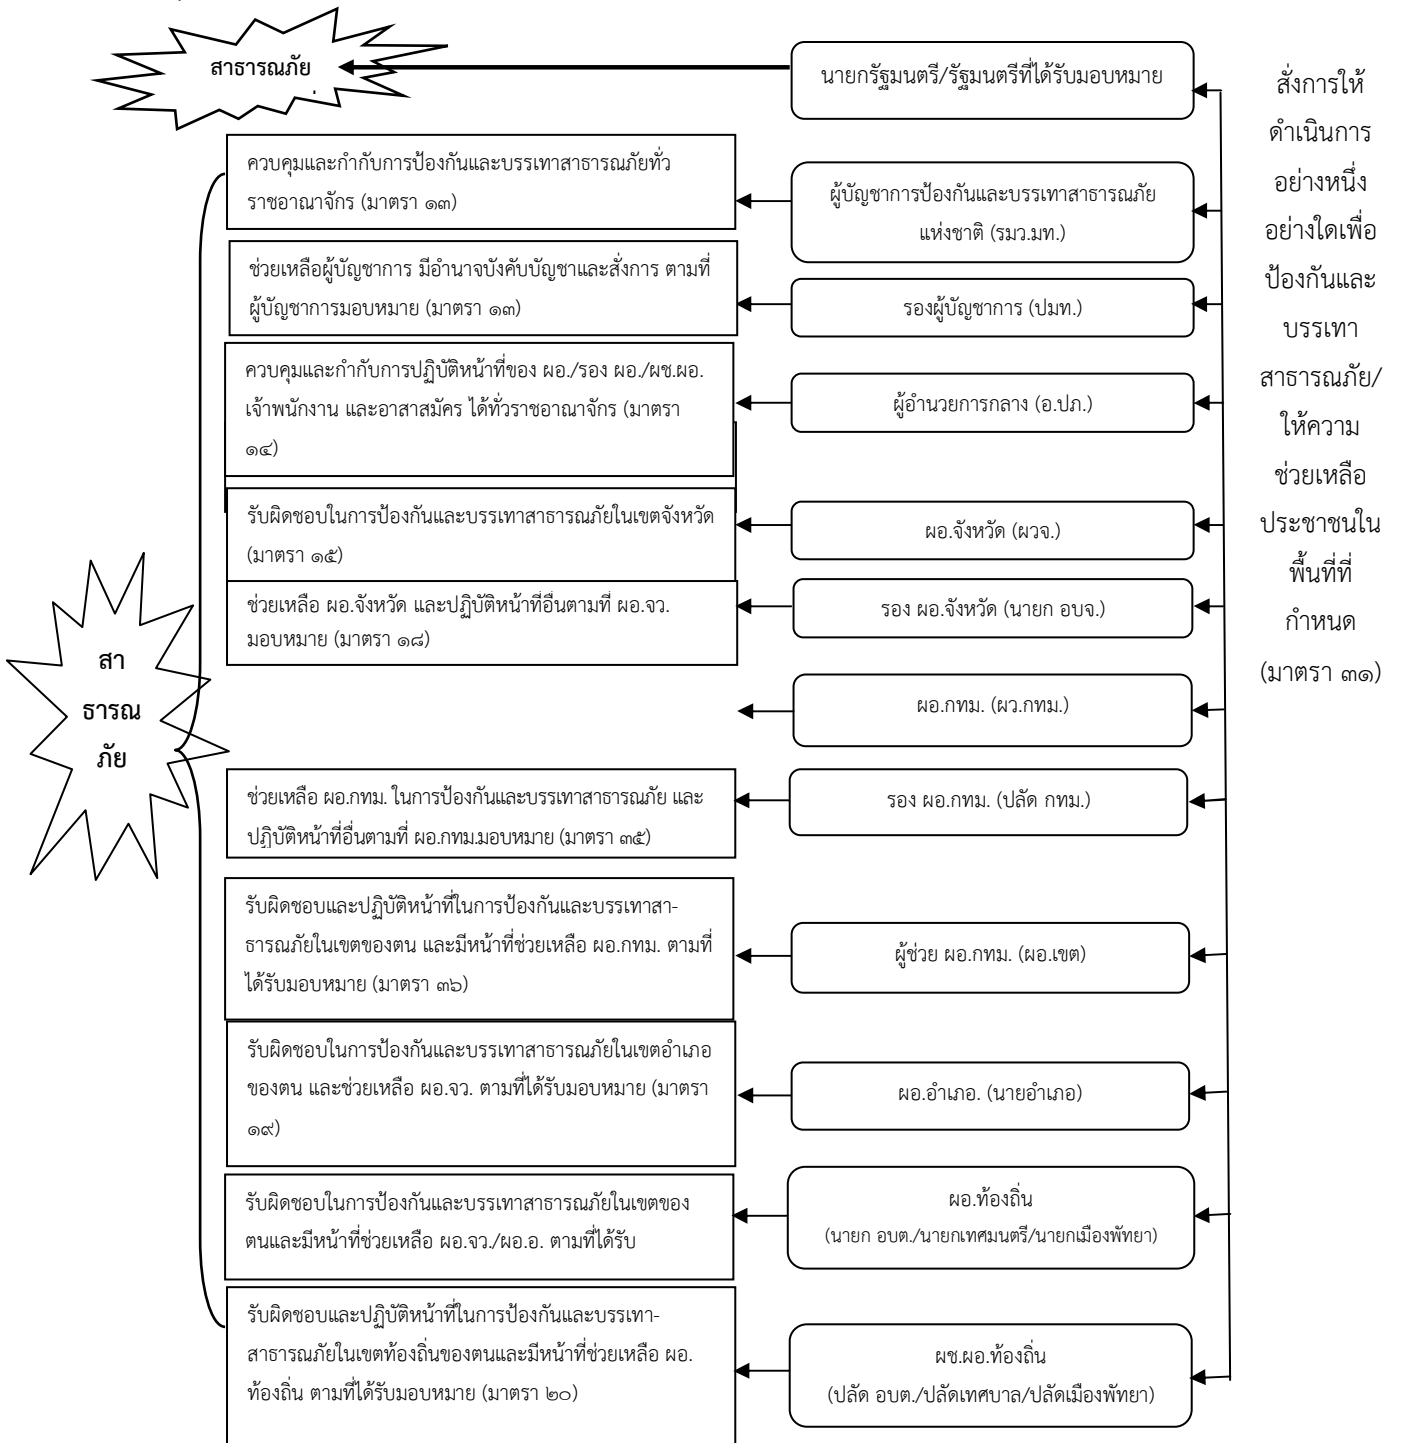 สาธารณภัย
นายกรัฐมนตรี/รัฐมนตรีที่ได้รับมอบหมาย
สั่งการให้
ดำเนินการ
อย่างหนึ่ง
อย่างใดเพื่อ
ป้องกันและ
บรรเทา
สาธารณภัย/
ให้ความ
ช่วยเหลือ
ประชาชนใน
พื้นที่ที่
กำหนด
(มาตรา ๓๑)
ควบคุมและกำกับการป้องกันและบรรเทาสาธารณภัยทั่ว
ราชอาณาจักร (มาตรา ๑๓)
ผู้บัญชาการป้องกันและบรรเทาสาธารณภัย
แห่งชาติ (รมว.มท.)
ช่วยเหลือผู้บัญชาการ มีอำนาจบังคับบัญชาและสั่งการ ตามที่
ผู้บัญชาการมอบหมาย (มาตรา ๑๓)
รองผู้บัญชาการ (ปมท.)
ควบคุมและกำกับการปฏิบัติหน้าที่ของ ผอ./รอง ผอ./ผช.ผอ.
เจ้าพนักงาน และอาสาสมัคร ได้ทั่วราชอาณาจักร (มาตรา
๑๔)
ผู้อำนวยการกลาง (อ.ปภ.)
รับผิดชอบในการป้องกันและบรรเทาสาธารณภัยในเขตจังหวัด
(มาตรา ๑๕)
ผอ.จังหวัด (ผวจ.)
ช่วยเหลือ ผอ.จังหวัด และปฏิบัติหน้าที่อื่นตามที่ ผอ.จว.
มอบหมาย (มาตรา ๑๘)
รอง ผอ.จังหวัด (นายก อบจ.)
สา
ธารณ
ภัย
ผอ.กทม. (ผว.กทม.)
ช่วยเหลือ ผอ.กทม. ในการป้องกันและบรรเทาสาธารณภัย และ
ปฏิบัติหน้าที่อื่นตามที่ ผอ.กทม.มอบหมาย (มาตรา ๓๕)
รอง ผอ.กทม. (ปลัด กทม.)
รับผิดชอบและปฏิบัติหน้าที่ในการป้องกันและบรรเทาสา-
ธารณภัยในเขตของตน และมีหน้าที่ช่วยเหลือ ผอ.กทม. ตามที่
ได้รับมอบหมาย (มาตรา ๓๖)
ผู้ช่วย ผอ.กทม. (ผอ.เขต)
รับผิดชอบในการป้องกันและบรรเทาสาธารณภัยในเขตอำเภอ
ของตน และช่วยเหลือ ผอ.จว. ตามที่ได้รับมอบหมาย (มาตรา
๑๙)
ผอ.อำเภอ. (นายอำเภอ)
รับผิดชอบในการป้องกันและบรรเทาสาธารณภัยในเขตของ
ตนและมีหน้าที่ช่วยเหลือ ผอ.จว./ผอ.อ. ตามที่ได้รับ
ผอ.ท้องถิ่น
(นายก อบต./นายกเทศมนตรี/นายกเมืองพัทยา)
รับผิดชอบและปฏิบัติหน้าที่ในการป้องกันและบรรเทา-
สาธารณภัยในเขตท้องถิ่นของตนและมีหน้าที่ช่วยเหลือ ผอ.
ท้องถิ่น ตามที่ได้รับมอบหมาย (มาตรา ๒๐)
ผช.ผอ.ท้องถิ่น
(ปลัด อบต./ปลัดเทศบาล/ปลัดเมืองพัทยา)